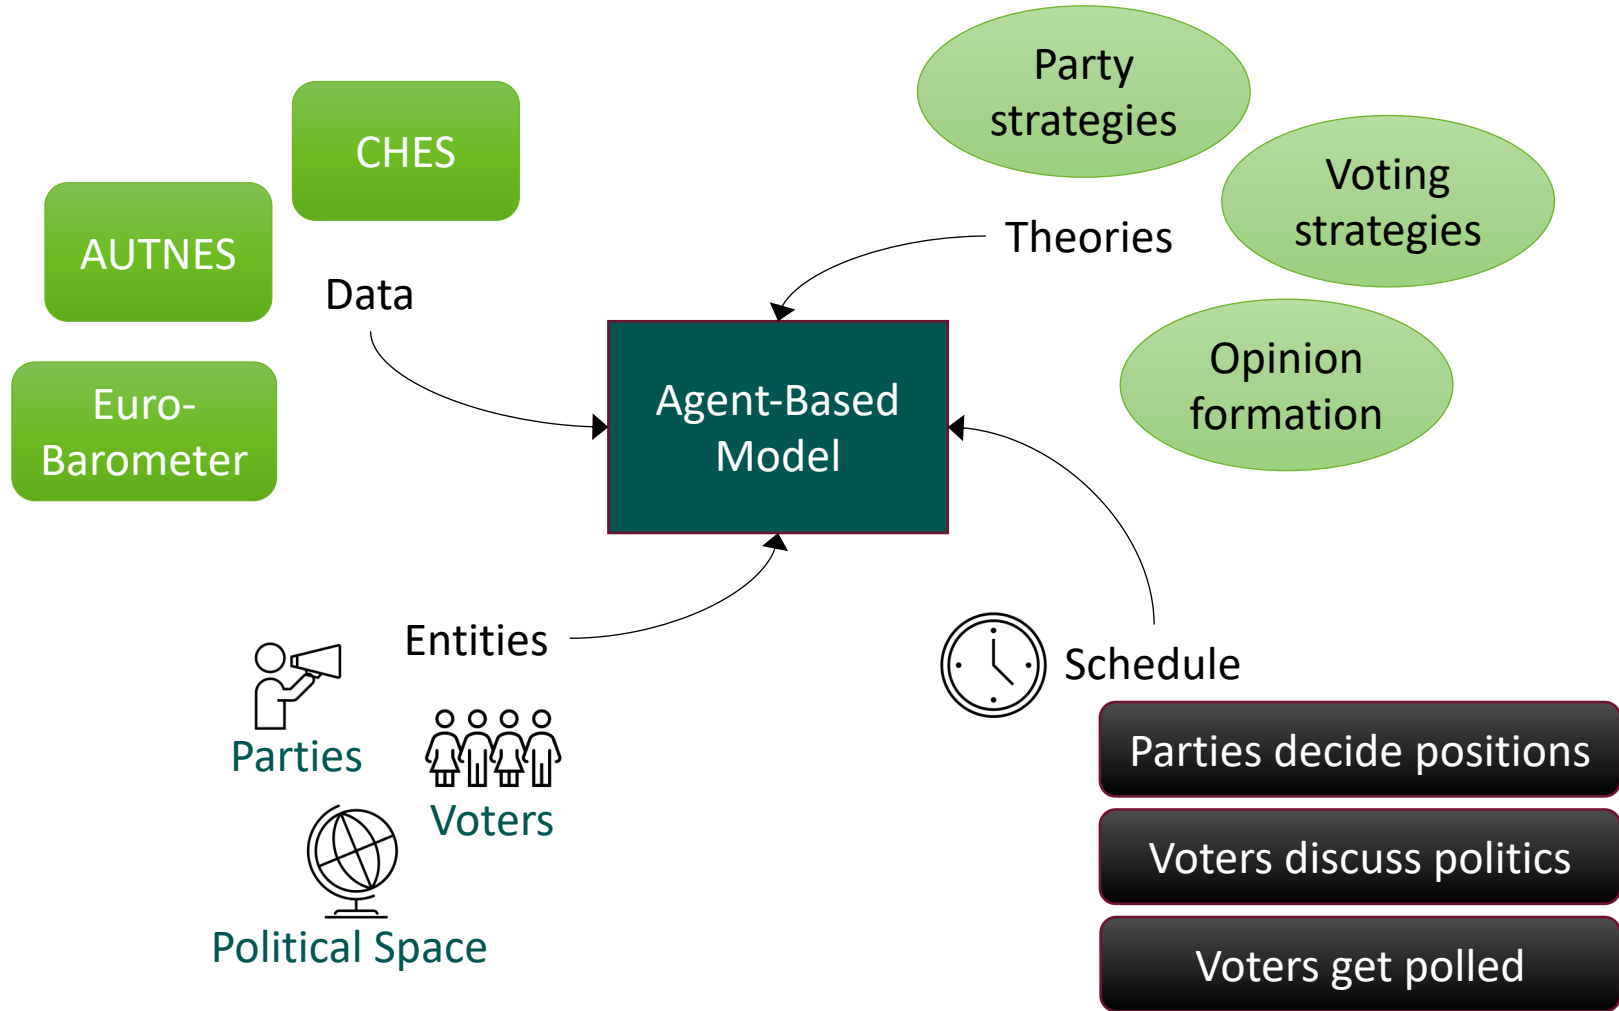 CHES
AUTNES
Euro-
Barometer
Data
Party
strategies
Voting
strategies
Opinion
formation
Theories
Agent-Based
Model
Entities
Parties
Voters
Political Space
Schedule
Parties decide positions
Voters discuss politics
Voters get polled